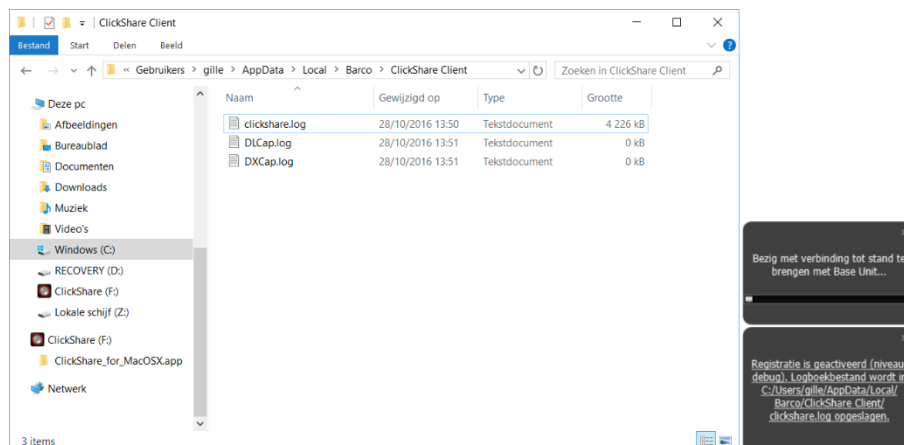 ClickShare Client
Bestand Start Delen Beeld
« Gebruikers > gille > AppData > Local > Barco > ClickShare Client
Zoeken in ClickShare Client
Naam Gewijzigd op Type Grootte
clickshare.log 28/10/2016 13:50 Tekstdocument 4 226 kB
DLCap.log 28/10/2016 13:51 Tekstdocument 0 kB
DXCap.log 28/10/2016 13:51 Tekstdocument 0 kB
Deze pc
Afbeeldingen
Bureaublad
Documenten
Downloads
Muziek
Video's
Windows (C:)
RECOVERY (D:)
ClickShare (F:)
Lokale schijf (Z:)
ClickShare (F:)
ClickShare_for_MacOSX.app
Netwerk
3 items
Bezig met verbinding tot stand te
brengen met Base Unit...
Registratie is geactiveerd (niveau
debug). Logboekbestand wordt in
C:/Users/gille/AppData/Local/
Barco/ClickShare Client/
clickshare.log opgeslagen.